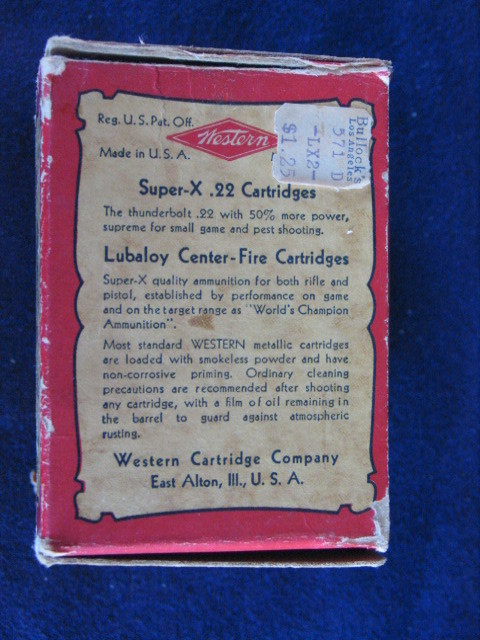 Reg. U.S. Pat. Off.
Western
Made in U.S.A.
Bullock's
Los Angeles
571 D
-LX2-
$1.25
Super-X .22 Cartridges
The thunderbolt .22 with 50% more power,
supreme for small game and pest shooting.
Lubaloy Center-Fire Cartridges
Super-X quality ammunition for both rifle and
pistol, established by performance on game
and on the target range as "World's Champion
Ammunition".
Most standard WESTERN metallic cartridges
are loaded with smokeless powder and have
non-corrosive priming. Ordinary cleaning
precautions are recommended after shooting
any cartridge, with a film of oil remaining in
the barrel to guard against atmospheric
rusting.
Western Cartridge Company
East Alton, Ill., U. S. A.